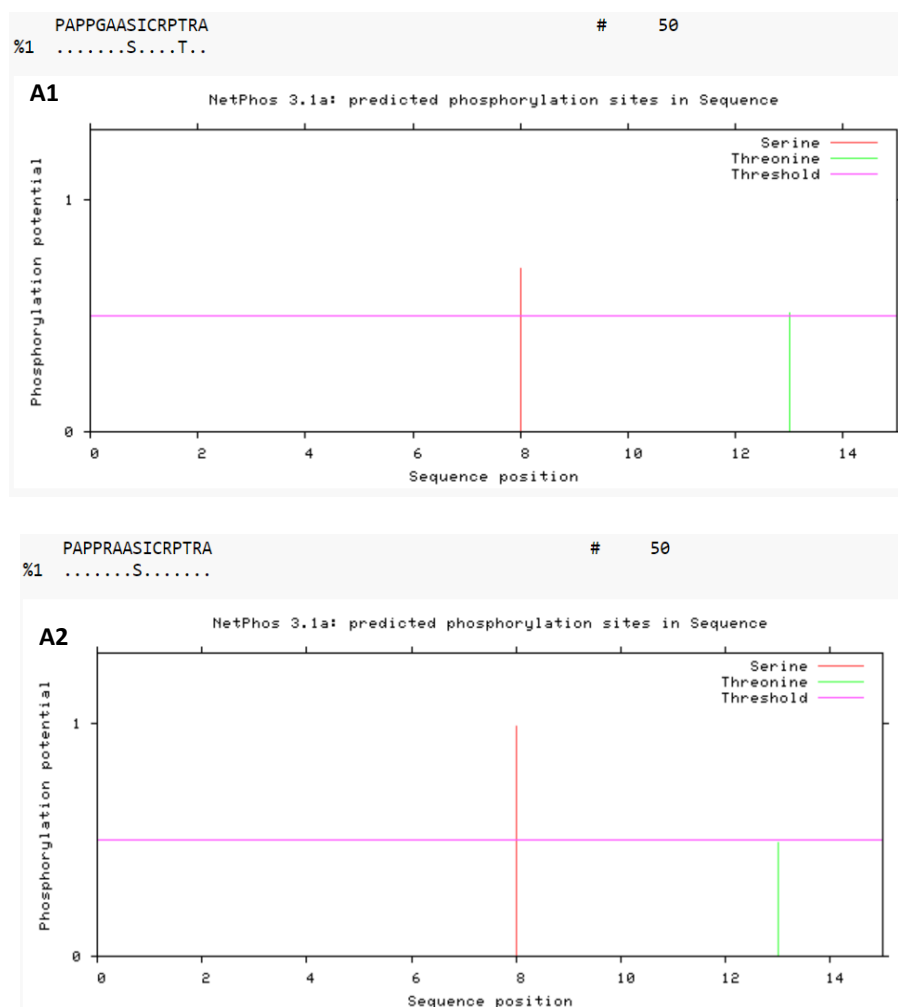 PAPPGAASICRPTRA # 50
%1 .......S....T..
A1
NetPhos 3.1a: predicted phosphorylation sites in Sequence
Serine
Threonine
Threshold
Phosphorylation potential
1
0
0 2 4 6 8 10 12 14
Sequence position
PAPPRAASICRPTRA # 50
%1 .......S.......
A2
NetPhos 3.1a: predicted phosphorylation sites in Sequence
Serine
Threonine
Threshold
Phosphorylation potential
1
0
0 2 4 6 8 10 12 14
Sequence position